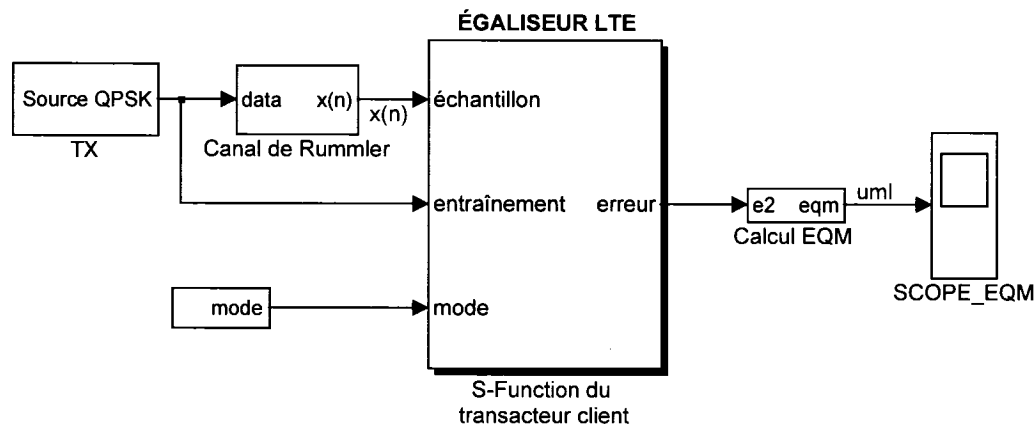 ÉGALISEUR LTE
Source QPSK
TX
data x(n)
Canal de Rummler
x(n)
échantillon
entraînement erreur
mode
mode
S-Function du
transacteur client
e2 eqm
Calcul EQM
uml
SCOPE_EQM